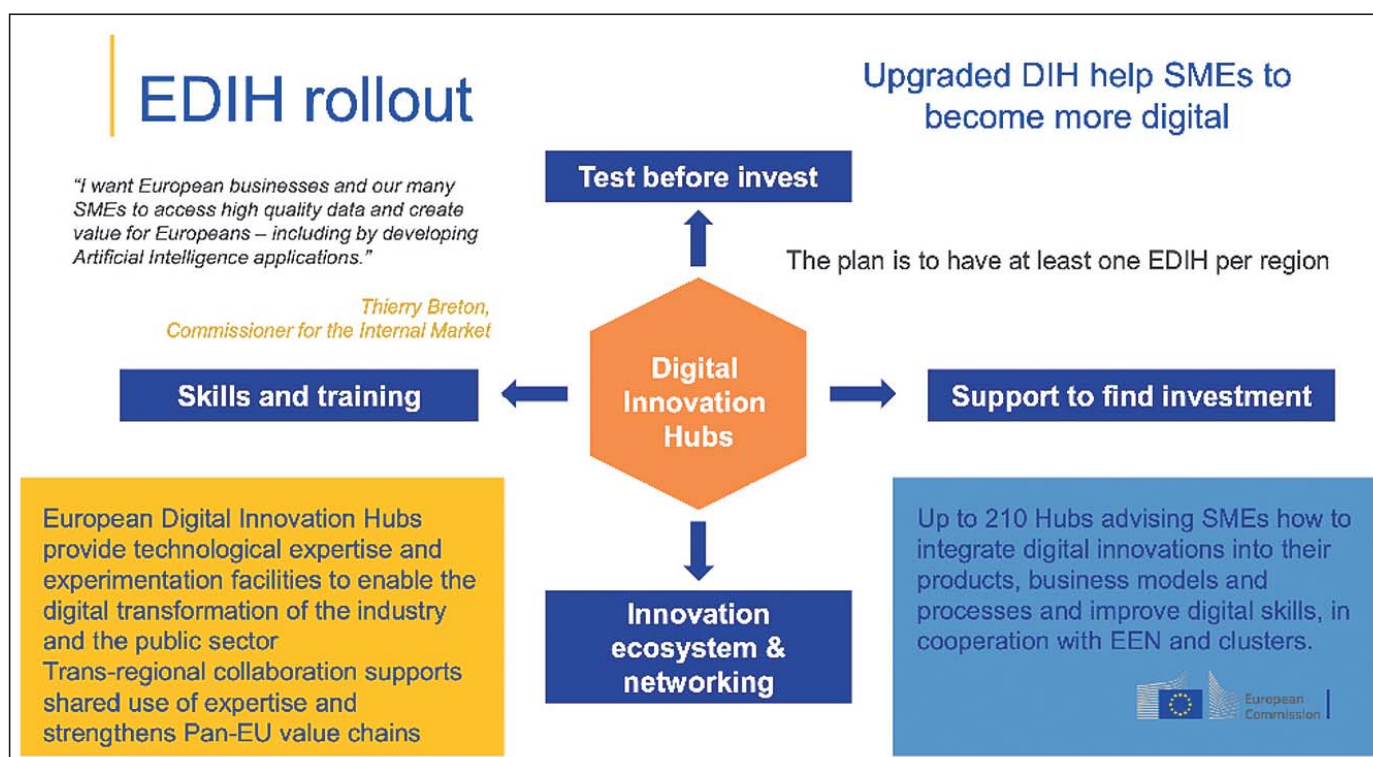 EDIH rollout
Upgraded DIH help SMEs to
become more digital
"I want European businesses and our many
SMEs to access high quality data and create
value for Europeans – including by developing
Artificial Intelligence applications."
Thierry Breton,
Commissioner for the Internal Market
Test before invest
The plan is to have at least one EDIH per region
Skills and training
Digital
Innovation
Hubs
Support to find investment
European Digital Innovation Hubs
provide technological expertise and
experimentation facilities to enable the
digital transformation of the industry
and the public sector
Trans-regional collaboration supports
shared use of expertise and
strengthens Pan-EU value chains
Innovation
ecosystem &
networking
Up to 210 Hubs advising SMEs how to
integrate digital innovations into their
products, business models and
processes and improve digital skills, in
cooperation with EEN and clusters.
European
Commission